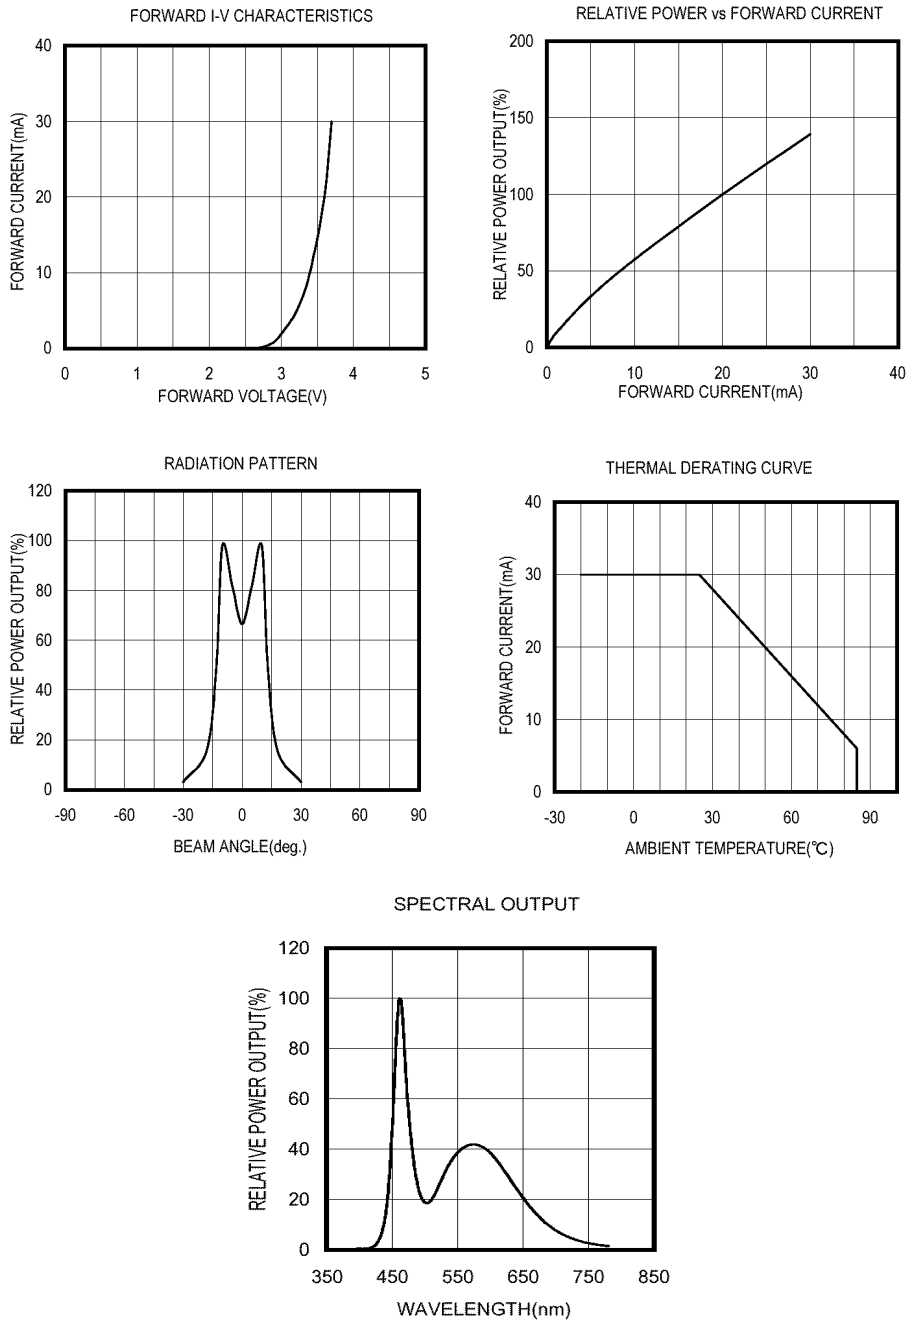 FORWARD I-V CHARACTERISTICS
FORWARD CURRENT(mA)
40
30
20
10
0
0 1 2 3 4 5
FORWARD VOLTAGE(V)
RELATIVE POWER vs FORWARD CURRENT
RELATIVE POWER OUTPUT(%)
200
150
100
50
0
0 10 20 30 40
FORWARD CURRENT(mA)
RADIATION PATTERN
RELATIVE POWER OUTPUT(%)
120
100
80
60
40
20
0
-90 -60 -30 0 30 60 90
BEAM ANGLE(deg.)
THERMAL DERATING CURVE
FORWARD CURRENT(mA)
40
30
20
10
0
-30 0 30 60 90
AMBIENT TEMPERATURE(℃)
SPECTRAL OUTPUT
RELATIVE POWER OUTPUT(%)
120
100
80
60
40
20
0
350 450 550 650 750 850
WAVELENGTH(nm)